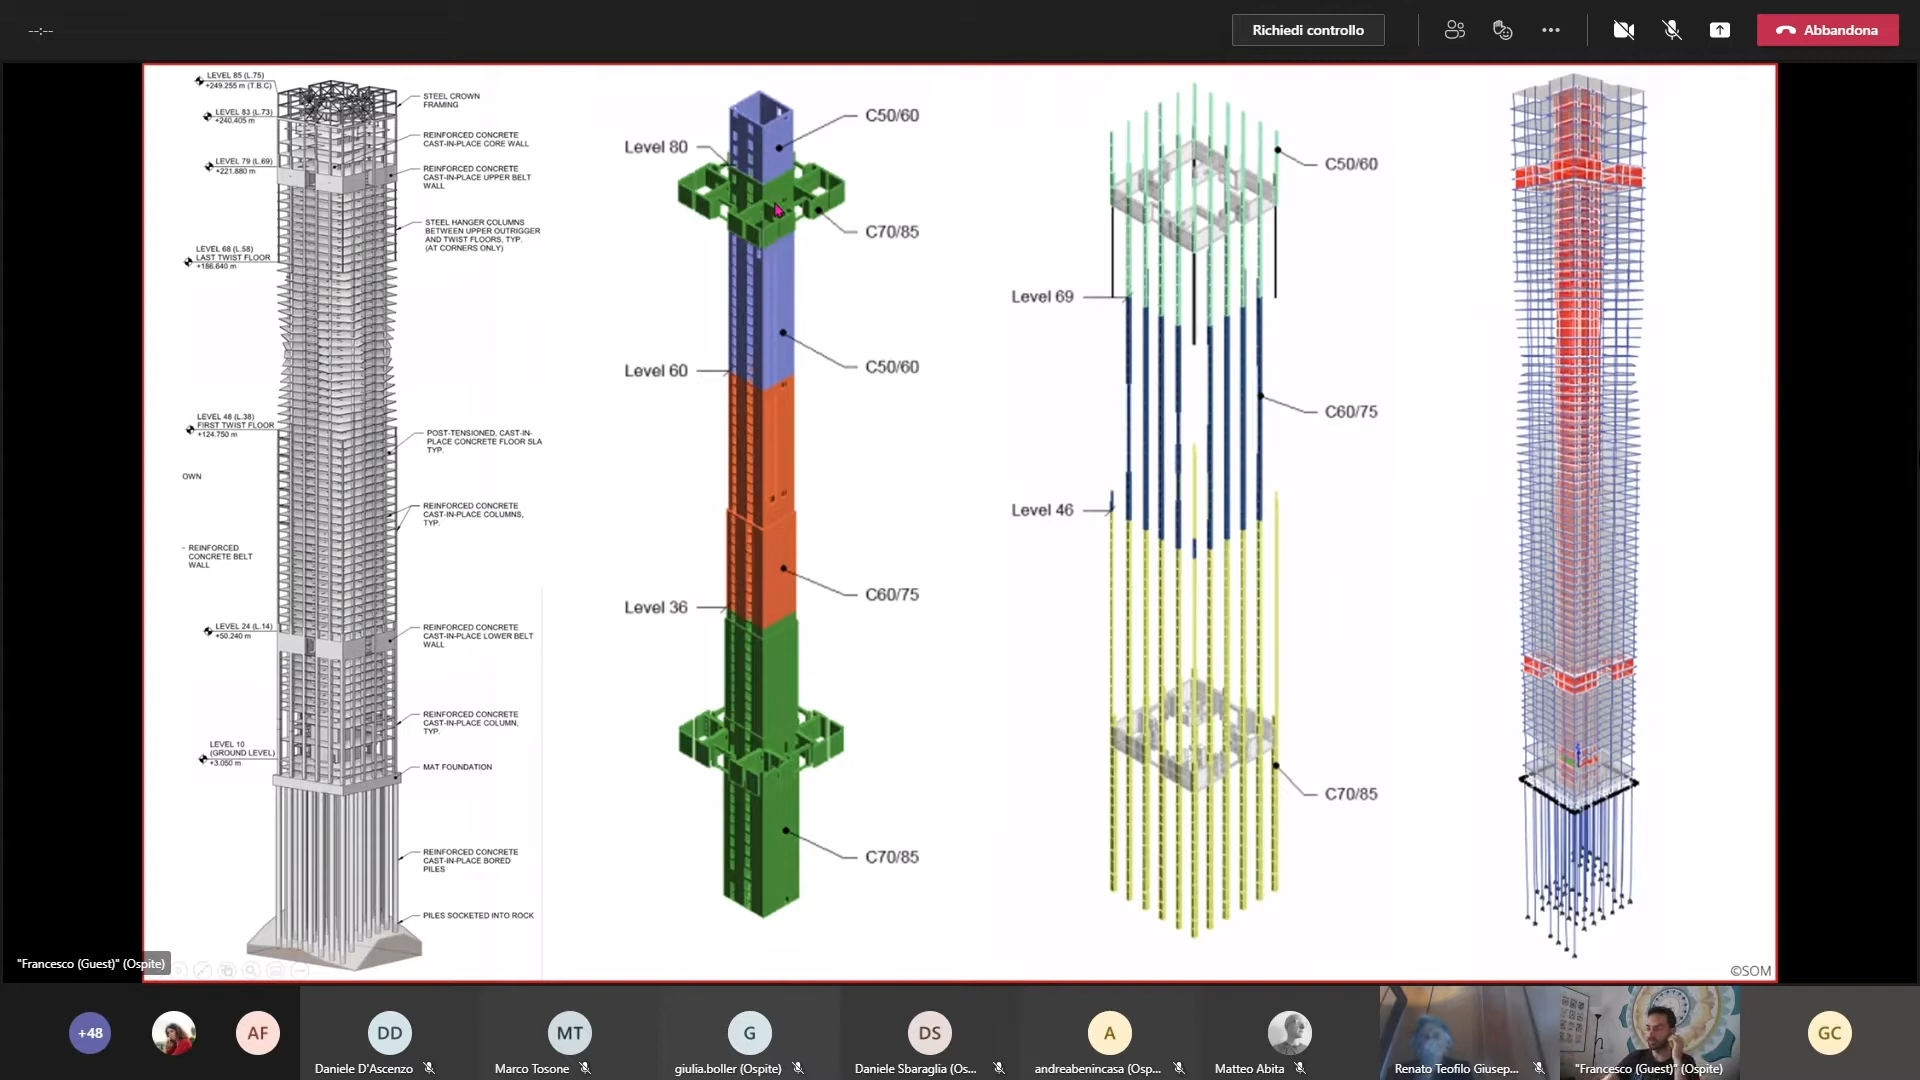 --:--
Richiedi controllo
Abbandona
LEVEL 85 (L.75)
+249.255 m (T.B.C)
LEVEL 83 (L.73)
+240.405 m
LEVEL 79 (L.69)
+221.880 m
LEVEL 68 (L.58)
LAST TWIST FLOOR
+186.640 m
LEVEL 48 (L.38)
FIRST TWIST FLOOR
+124.750 m
OWN
REINFORCED
CONCRETE BELT
WALL
LEVEL 24 (L.14)
+50.240 m
LEVEL 10
(GROUND LEVEL)
+3.050 m
STEEL CROWN
FRAMING
REINFORCED CONCRETE
CAST-IN-PLACE CORE WALL
REINFORCED CONCRETE
CAST-IN-PLACE UPPER BELT
WALL
STEEL HANGER COLUMNS
BETWEEN UPPER OUTRIGGER
AND TWIST FLOORS, TYP.
(AT CORNERS ONLY)
POST-TENSIONED, CAST-IN-
PLACE CONCRETE FLOOR SLA
TYP.
REINFORCED CONCRETE
CAST-IN-PLACE COLUMNS,
TYP.
REINFORCED CONCRETE
CAST-IN-PLACE LOWER BELT
WALL
REINFORCED CONCRETE
CAST-IN-PLACE COLUMN,
TYP.
MAT FOUNDATION
REINFORCED CONCRETE
CAST-IN-PLACE BORED
PILES
PILES SOCKETED INTO ROCK
Level 80
Level 60
Level 36
C50/60
C70/85
C50/60
C60/75
C70/85
Level 69
Level 46
C50/60
C60/75
C70/85
©SOM
"Francesco (Guest)" (Ospite)
+48
AF
DD
Daniele D'Ascenzo
MT
Marco Tosone
G
giulia.boller (Ospite)
DS
Daniele Sbaraglia (Os...
A
andreabenincasa (Osp...
Matteo Abita
Renato Teofilo Giusep...
"Francesco (Guest)" (Ospite)
GC